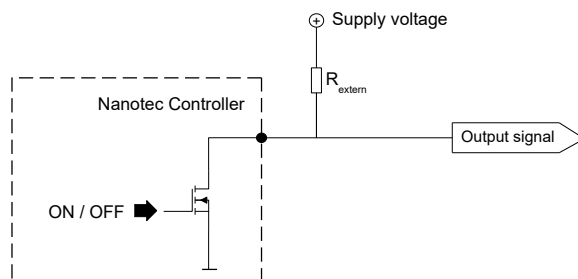 Supply voltage
R extern
Nanotec Controller
Output signal
ON / OFF